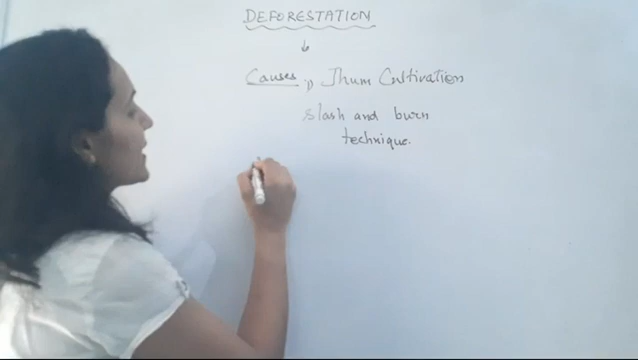 DEFORESTATION
Causes :, Jhum Cultivation
slash and burn
technique.